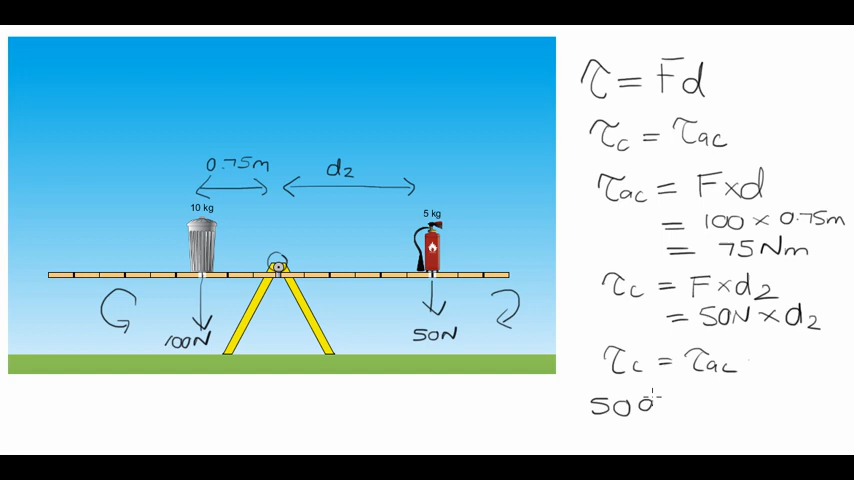 0.75m
d2
10 kg
5 kg
100N
50N
τ = Fd
τc = τac
τac = F×d
= 100 × 0.75m
= 75Nm
τc = F×d2
= 50N × d2
τc = τac
50